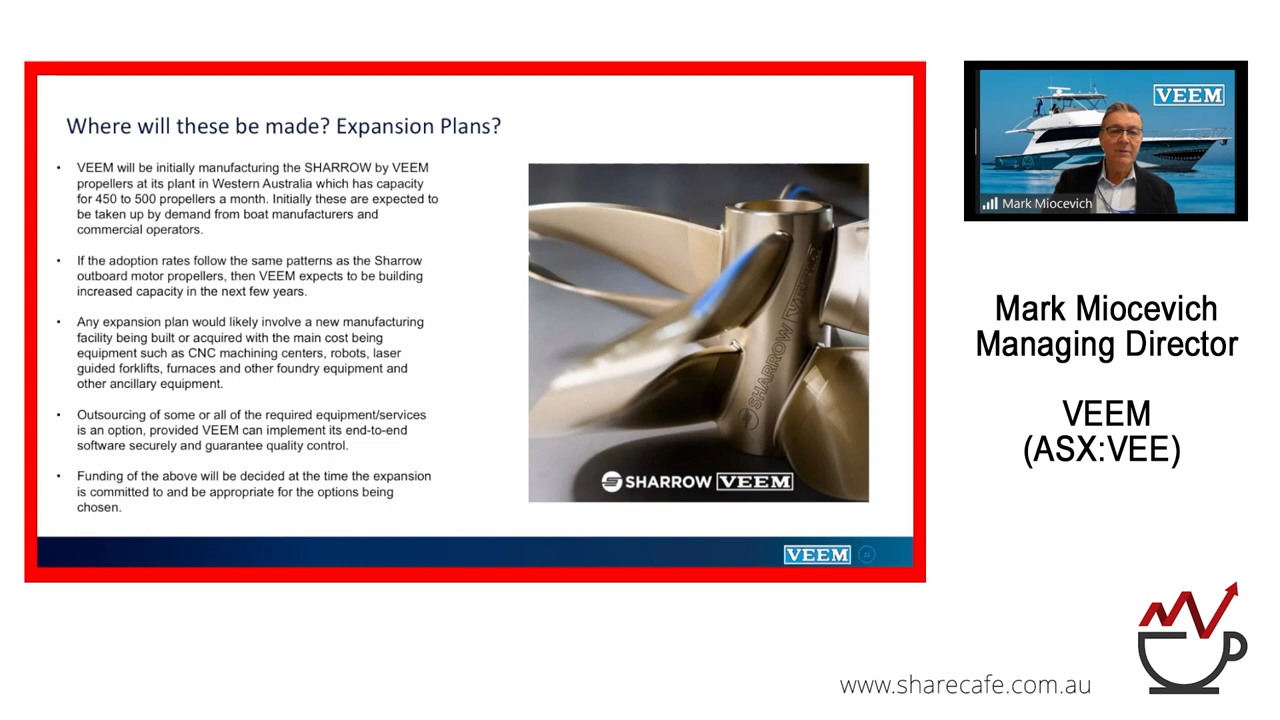 Where will these be made? Expansion Plans?
• VEEM will be initially manufacturing the SHARROW by VEEM
propellers at its plant in Western Australia which has capacity
for 450 to 500 propellers a month. Initially these are expected to
be taken up by demand from boat manufacturers and
commercial operators.
• If the adoption rates follow the same patterns as the Sharrow
outboard motor propellers, then VEEM expects to be building
increased capacity in the next few years.
• Any expansion plan would likely involve a new manufacturing
facility being built or acquired with the main cost being
equipment such as CNC machining centers, robots, laser
guided forklifts, furnaces and other foundry equipment and
other ancillary equipment.
• Outsourcing of some or all of the required equipment/services
is an option, provided VEEM can implement its end-to-end
software securely and guarantee quality control.
• Funding of the above will be decided at the time the expansion
is committed to and be appropriate for the options being
chosen.
SHARROW
SHARROW VEEM
VEEM
VEEM
Mark Miocevich
Mark Miocevich
Managing Director
VEEM
(ASX:VEE)
www.sharecafe.com.au